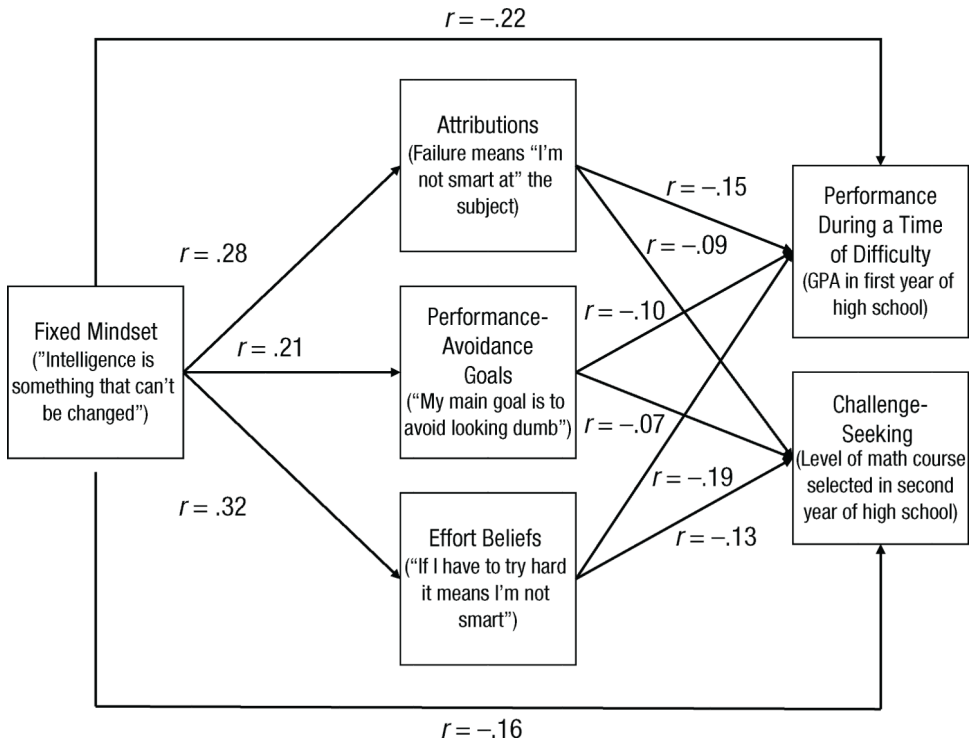 r = –.22
Attributions
(Failure means “I’m
not smart at” the
subject)
r = .28
r = –.15
r = –.09
Performance
During a Time
of Difficulty
(GPA in first year of
high school)
Fixed Mindset
(”Intelligence is
something that can’t
be changed”)
r = .21
Performance-
Avoidance
Goals
(“My main goal is to
avoid looking dumb”)
r = –.10
r = –.07
Challenge-
Seeking
(Level of math course
selected in second
year of high school)
r = .32
Effort Beliefs
(“If I have to try hard
it means I’m not
smart”)
r = –.19
r = –.13
r = –.16